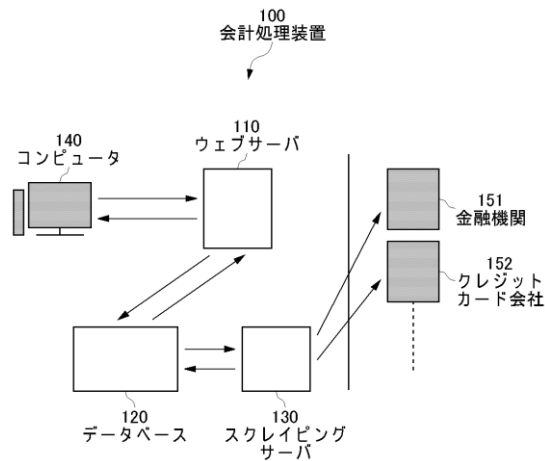 100
会計処理装置
140
コンピュータ
110
ウェブサーバ
151
金融機関
152
クレジット
カード会社
120
データベース
130
スクレイピング
サーバ